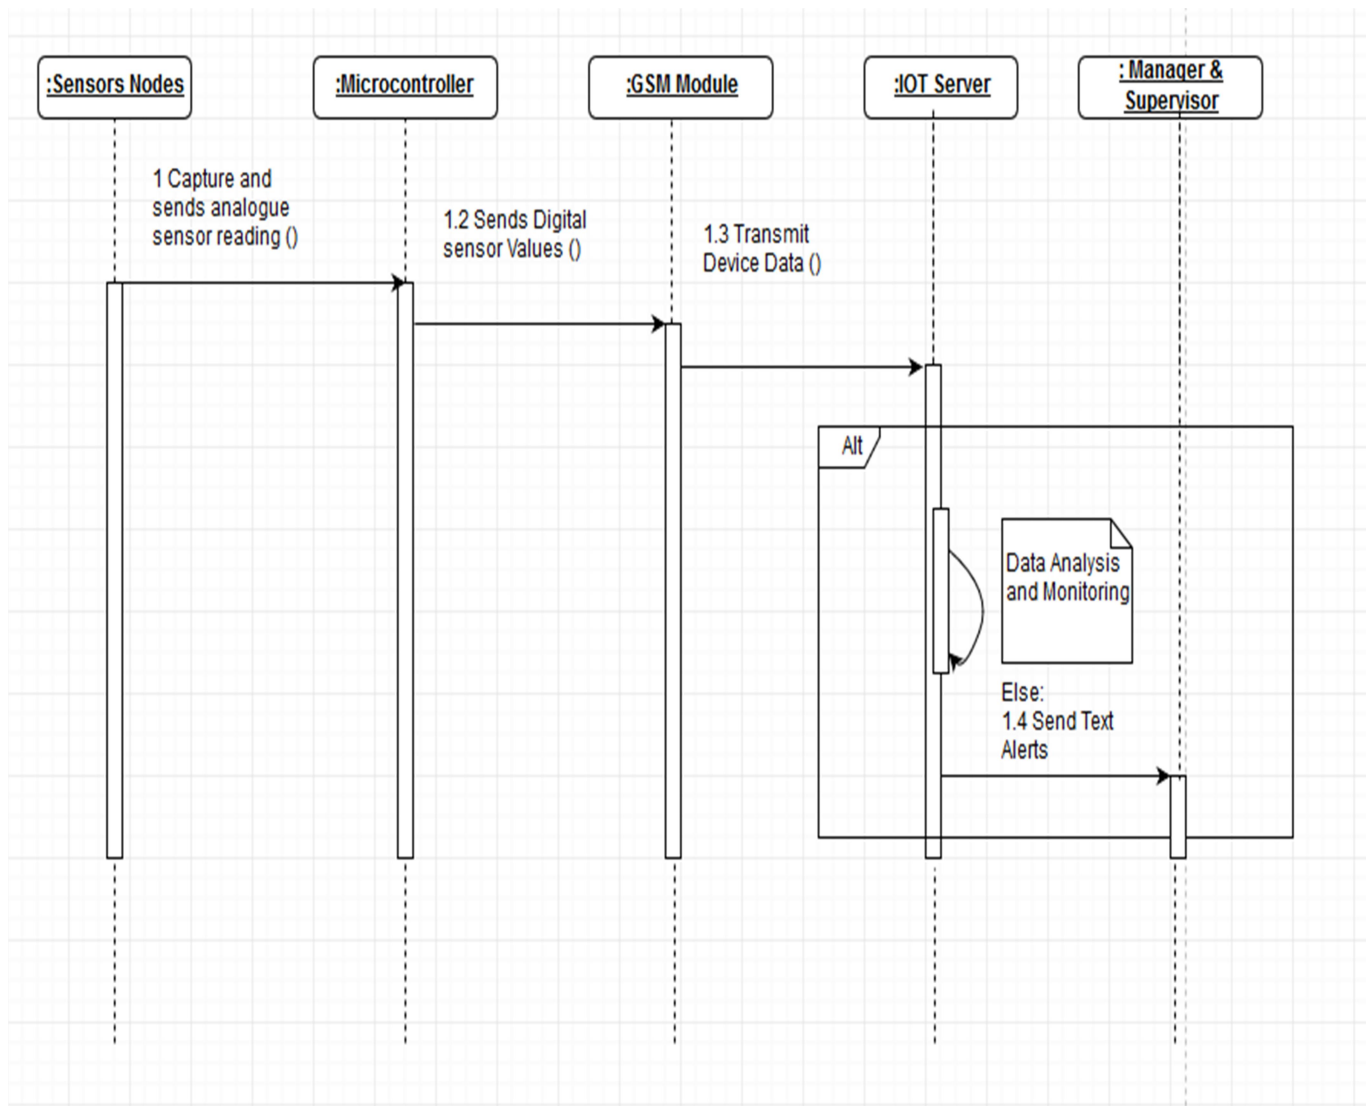 :Sensors Nodes
:Microcontroller
:GSM Module
:IOT Server
: Manager &
Supervisor
1 Capture and
sends analogue
sensor reading ()
1.2 Sends Digital
sensor Values ()
1.3 Transmit
Device Data ()
Alt
Data Analysis
and Monitoring
Else:
1.4 Send Text
Alerts